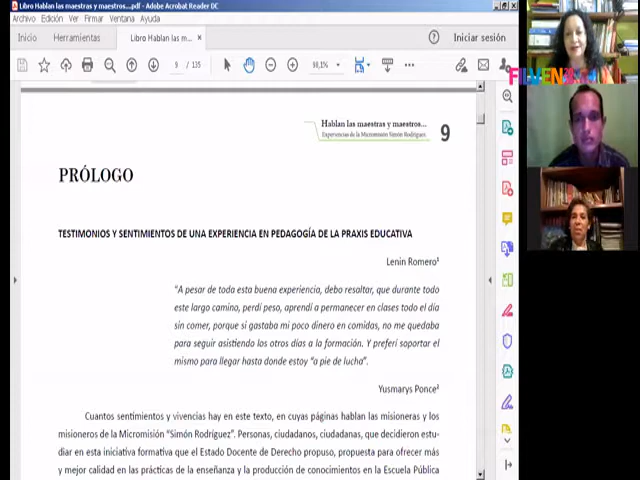 Libro Hablan las maestras y maestros...pdf - Adobe Acrobat Reader DC
Archivo Edición Ver Firmar Ventana Ayuda
Inicio Herramientas Libro Hablan las m... × Iniciar sesión
9 / 135 98,1%
FILVEN
Hablan las maestras y maestros...
Experiencias de la Micromisión Simón Rodríguez 9
PRÓLOGO
TESTIMONIOS Y SENTIMIENTOS DE UNA EXPERIENCIA EN PEDAGOGÍA DE LA PRAXIS EDUCATIVA
Lenin Romero¹
“A pesar de toda esta buena experiencia, debo resaltar, que durante todo
este largo camino, perdí peso, aprendí a permanecer en clases todo el día
sin comer, porque si gastaba mi poco dinero en comidas, no me quedaba
para seguir asistiendo los otros días a la formación. Y preferí soportar el
mismo para llegar hasta donde estoy “a pie de lucha”.
Yusmarys Ponce²
Cuantos sentimientos y vivencias hay en este texto, en cuyas páginas hablan las misioneras y los
misioneros de la Micromisión “Simón Rodríguez”. Personas, ciudadanos, ciudadanas, que decidieron estu-
diar en esta iniciativa formativa que el Estado Docente de Derecho propuso, propuesta para ofrecer más
y mejor calidad en las prácticas de la enseñanza y la producción de conocimientos en la Escuela Pública